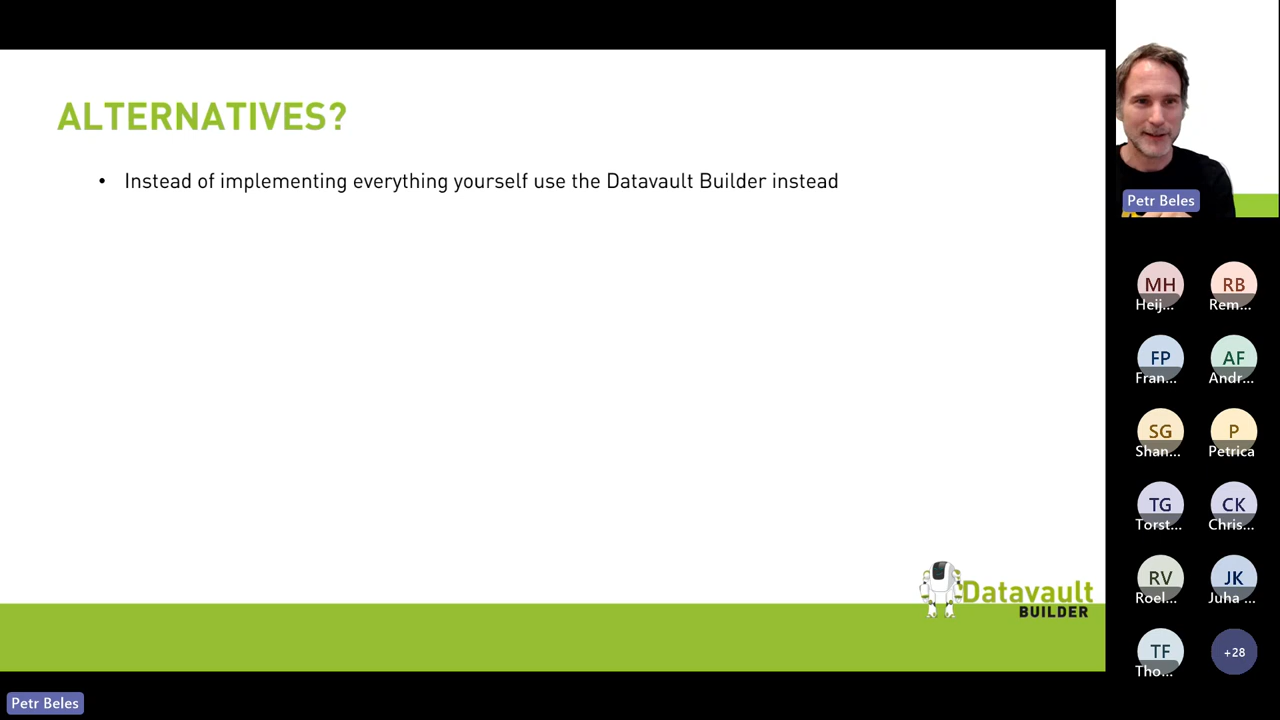 ALTERNATIVES?
• Instead of implementing everything yourself use the Datavault Builder instead
Datavault
BUILDER
Petr Beles
Petr Beles
MH
Heij...
RB
Rem...
FP
Fran...
AF
Andr...
SG
Shan...
P
Petrica
TG
Torst...
CK
Chris...
RV
Roel...
JK
Juha ...
TF
Tho...
+28